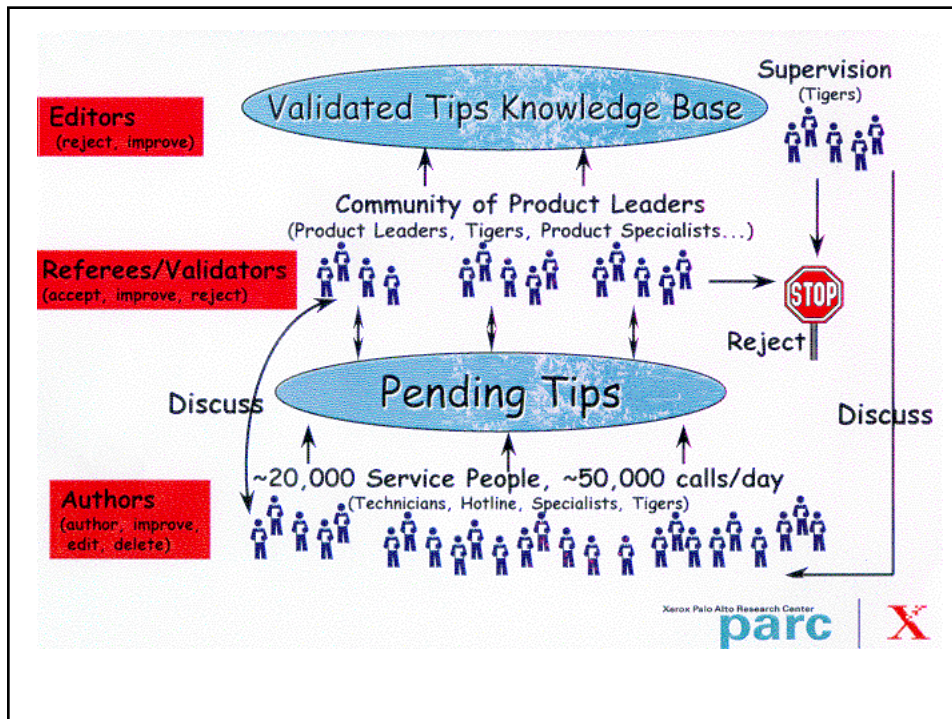 Supervision
(Tigers)
Validated Tips Knowledge Base
Editors
(reject, improve)
Community of Product Leaders
(Product Leaders, Tigers, Product Specialists...)
Referees/Validators
(accept, improve, reject)
STOP
Reject
Pending Tips
Discuss
Discuss
~20,000 Service People, ~50,000 calls/day
(Technicians, Hotline, Specialists, Tigers)
Authors
(author, improve,
edit, delete)
Xerox Palo Alto Research Center
parc
X